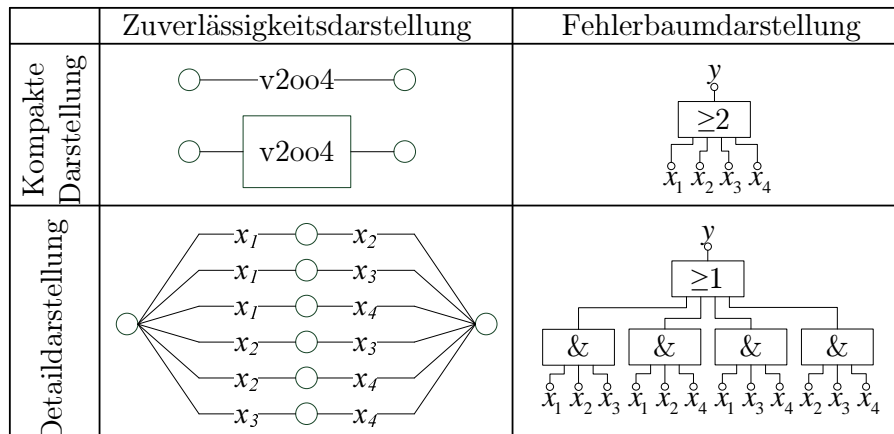 Zuverlässigkeitsdarstellung Fehlerbaumdarstellung
Kompakte
Darstellung
v2oo4
v2oo4
y
≥2
x1 x2 x3 x4
Detaildarstellung
x1 x2
x1 x3
x1 x4
x2 x3
x2 x4
x3 x4
y
≥1
& & & &
x1 x2 x3 x1 x2 x4 x1 x3 x4 x2 x3 x4